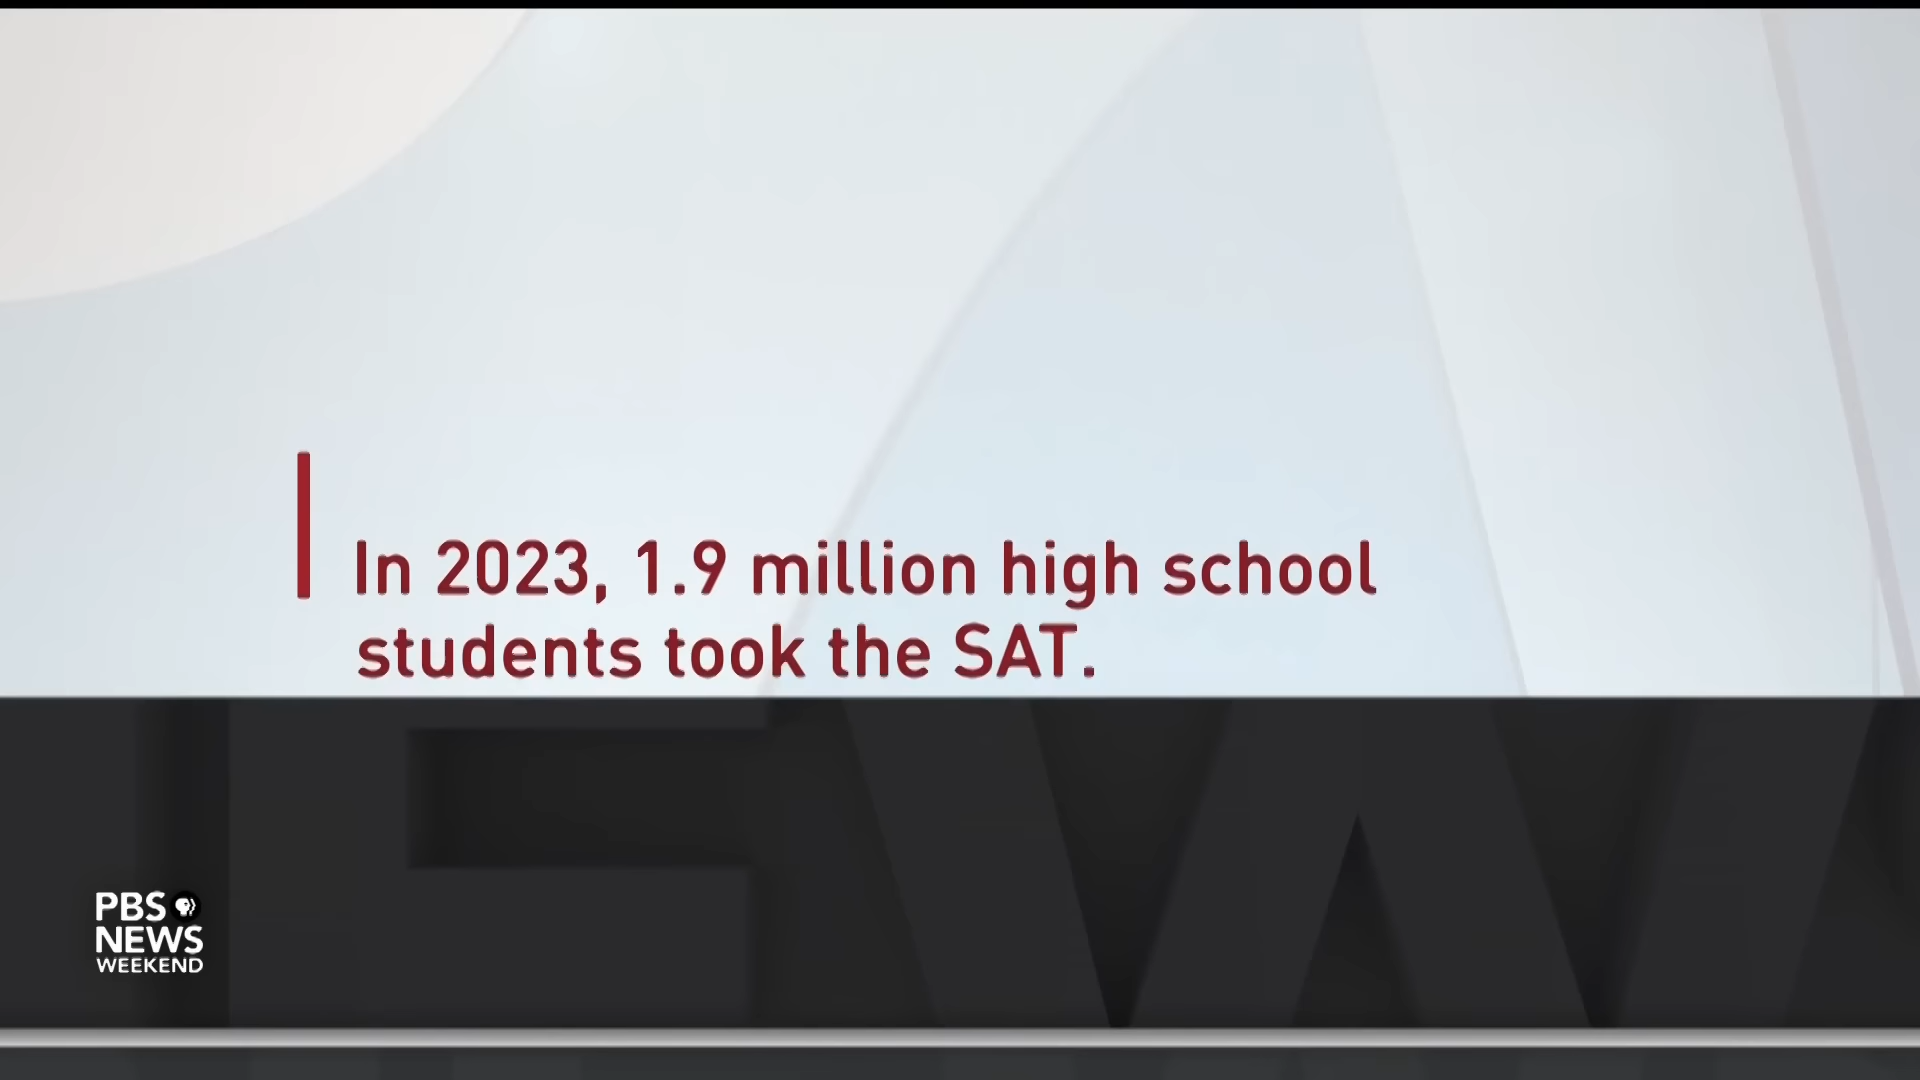 In 2023, 1.9 million high school
students took the SAT.
PBS
NEWS
WEEKEND